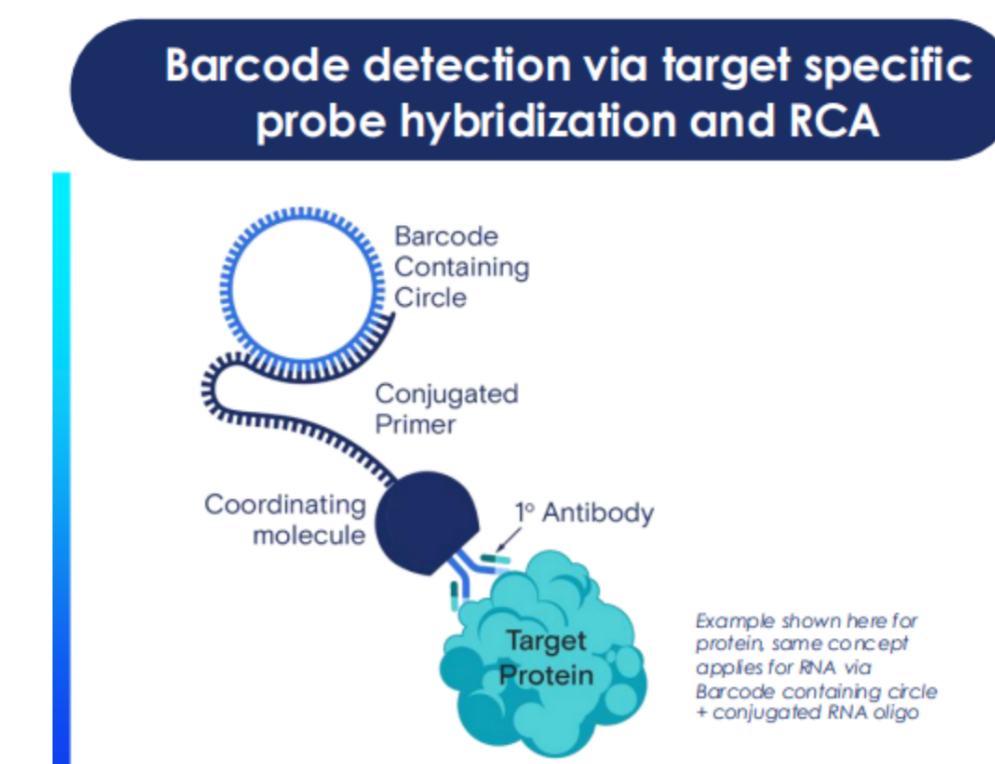 Barcode detection via target specific
probe hybridization and RCA
Barcode
Containing
Circle
Conjugated
Primer
Coordinating
molecule
1° Antibody
Target
Protein
Example shown here for
protein, same concept
applies for RNA via
Barcode containing circle
+ conjugated RNA oligo